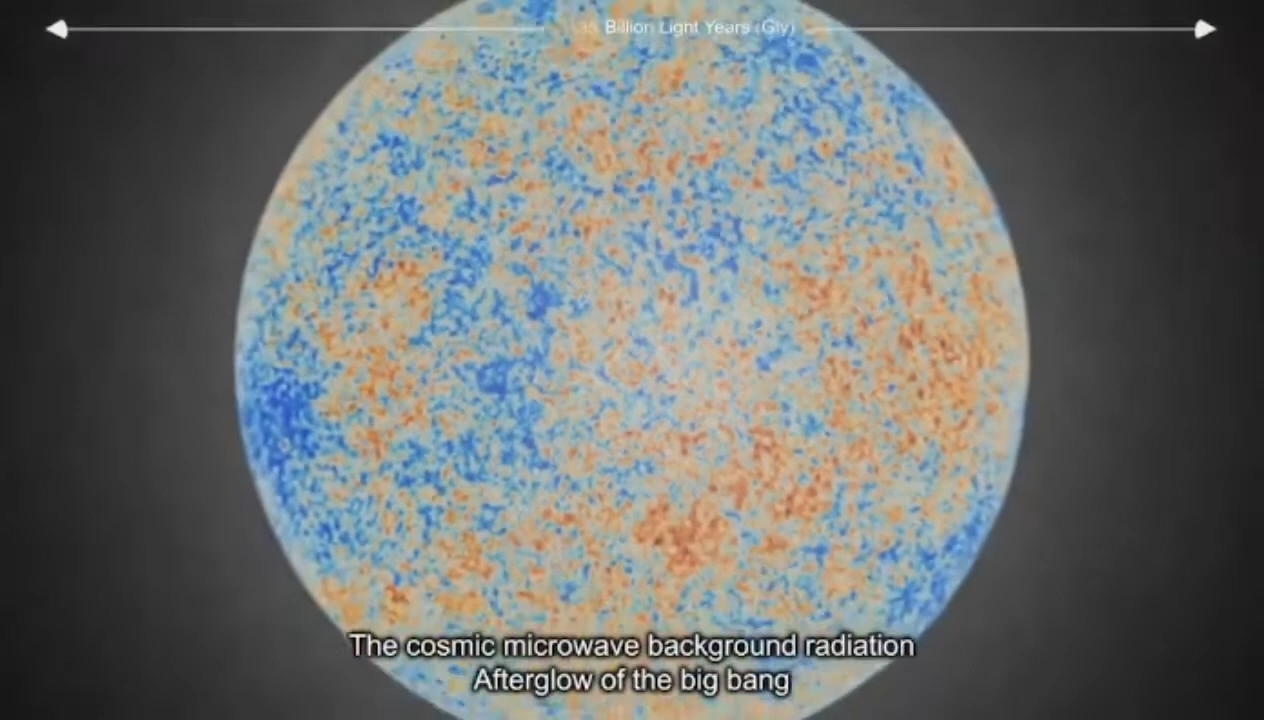 Billion Light Years (Gly)
The cosmic microwave background radiation
Afterglow of the big bang